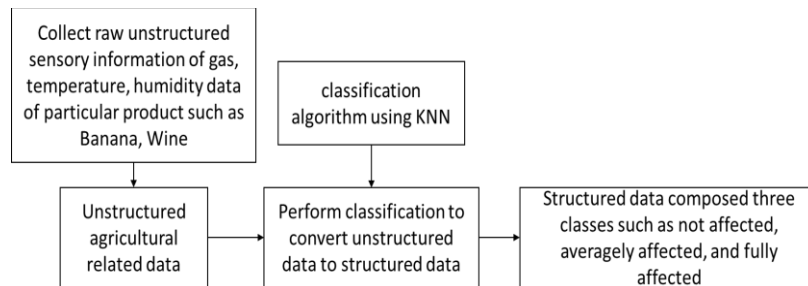 Collect raw unstructured
sensory information of gas,
temperature, humidity data
of particular product such as
Banana, Wine
classification
algorithm using KNN
Unstructured
agricultural
related data
Perform classification to
convert unstructured
data to structured data
Structured data composed three
classes such as not affected,
averagely affected, and fully
affected